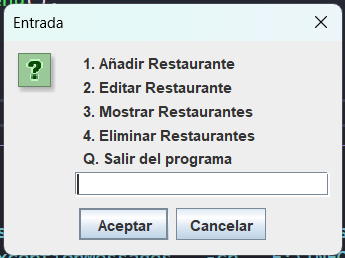 Entrada
1. Añadir Restaurante
2. Editar Restaurante
3. Mostrar Restaurantes
4. Eliminar Restaurantes
Q. Salir del programa
Aceptar Cancelar